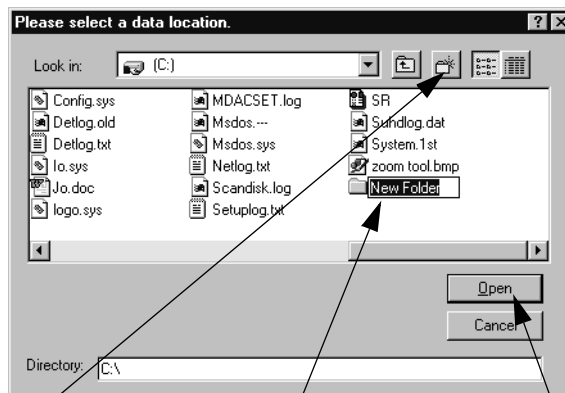 Please select a data location.
Look in: (C:)
Config.sys MDACSET.log SR
Detlog.old Msdos.--- Suhdlog.dat
Detlog.txt Msdos.sys System.1st
Io.sys Netlog.txt zoom tool.bmp
Jo.doc Scandisk.log New Folder
logo.sys Setuplog.txt
Open
Cancel
Directory: C:\